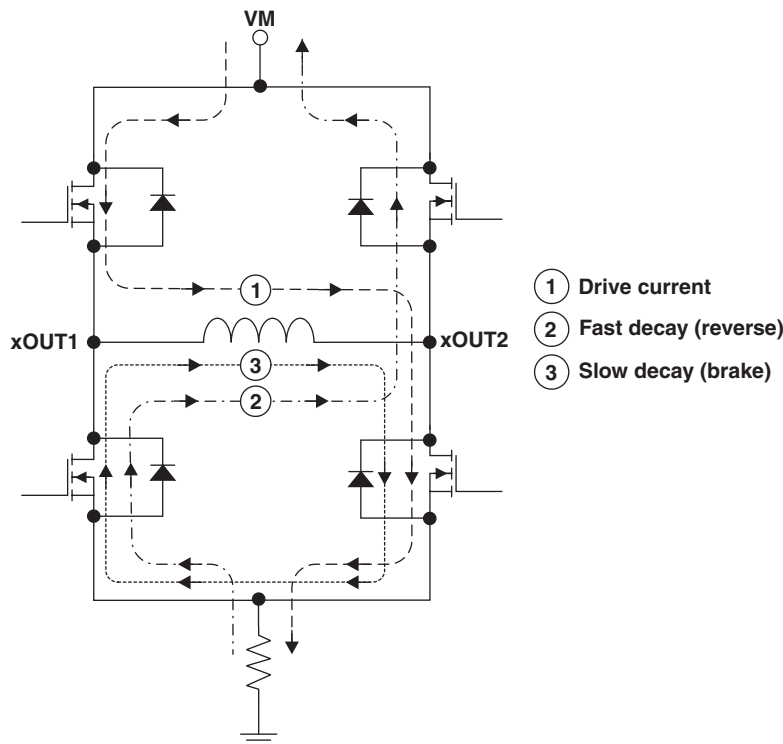 VM
1
xOUT1
xOUT2
3
2
1 Drive current
2 Fast decay (reverse)
3 Slow decay (brake)